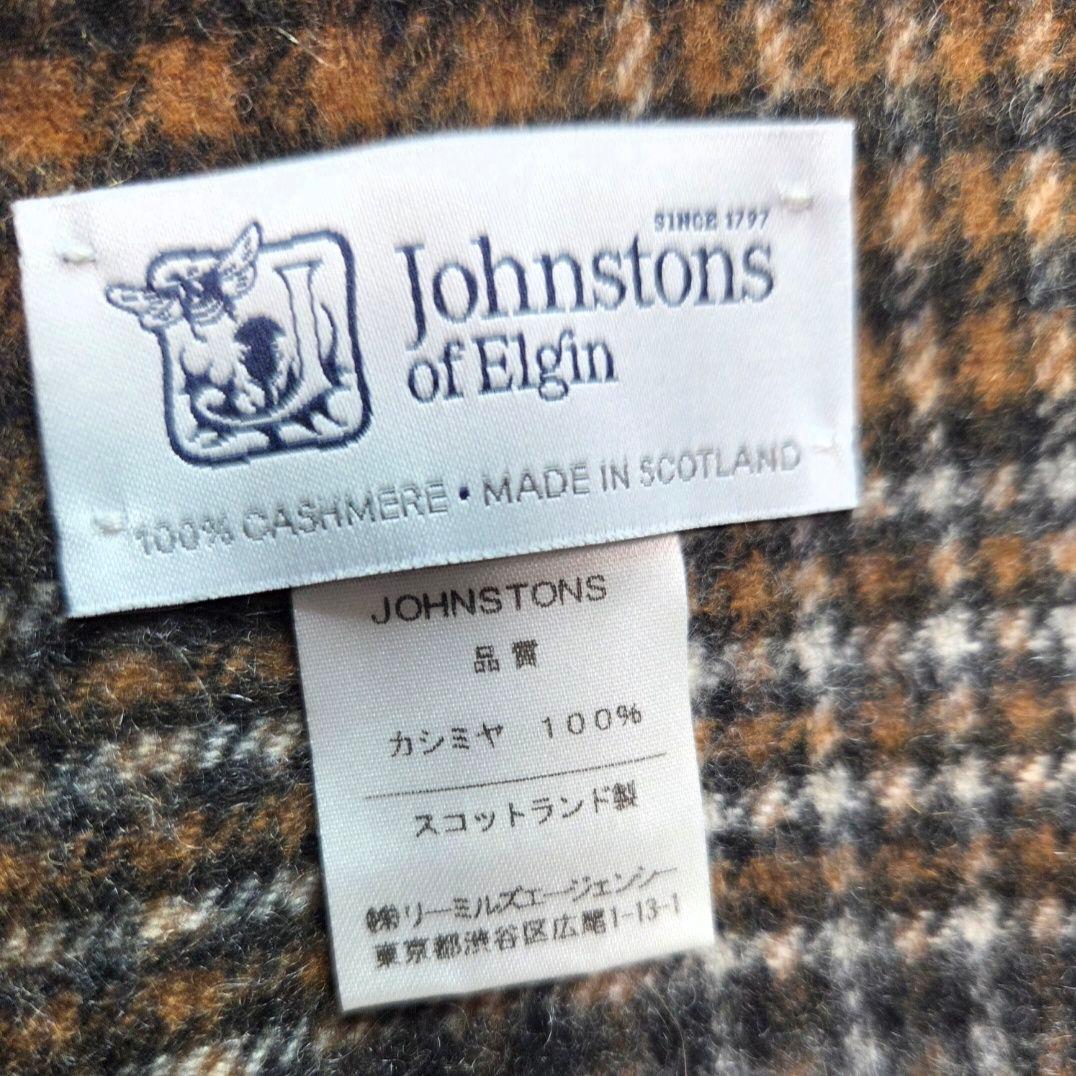 SINCE 1797
Johnstons
of Elgin
100% CASHMERE • MADE IN SCOTLAND
JOHNSTONS
品質
カシミヤ 100%
スコットランド製
㈱リーミルズエージェンシー
東京都渋谷区広尾1-13-1